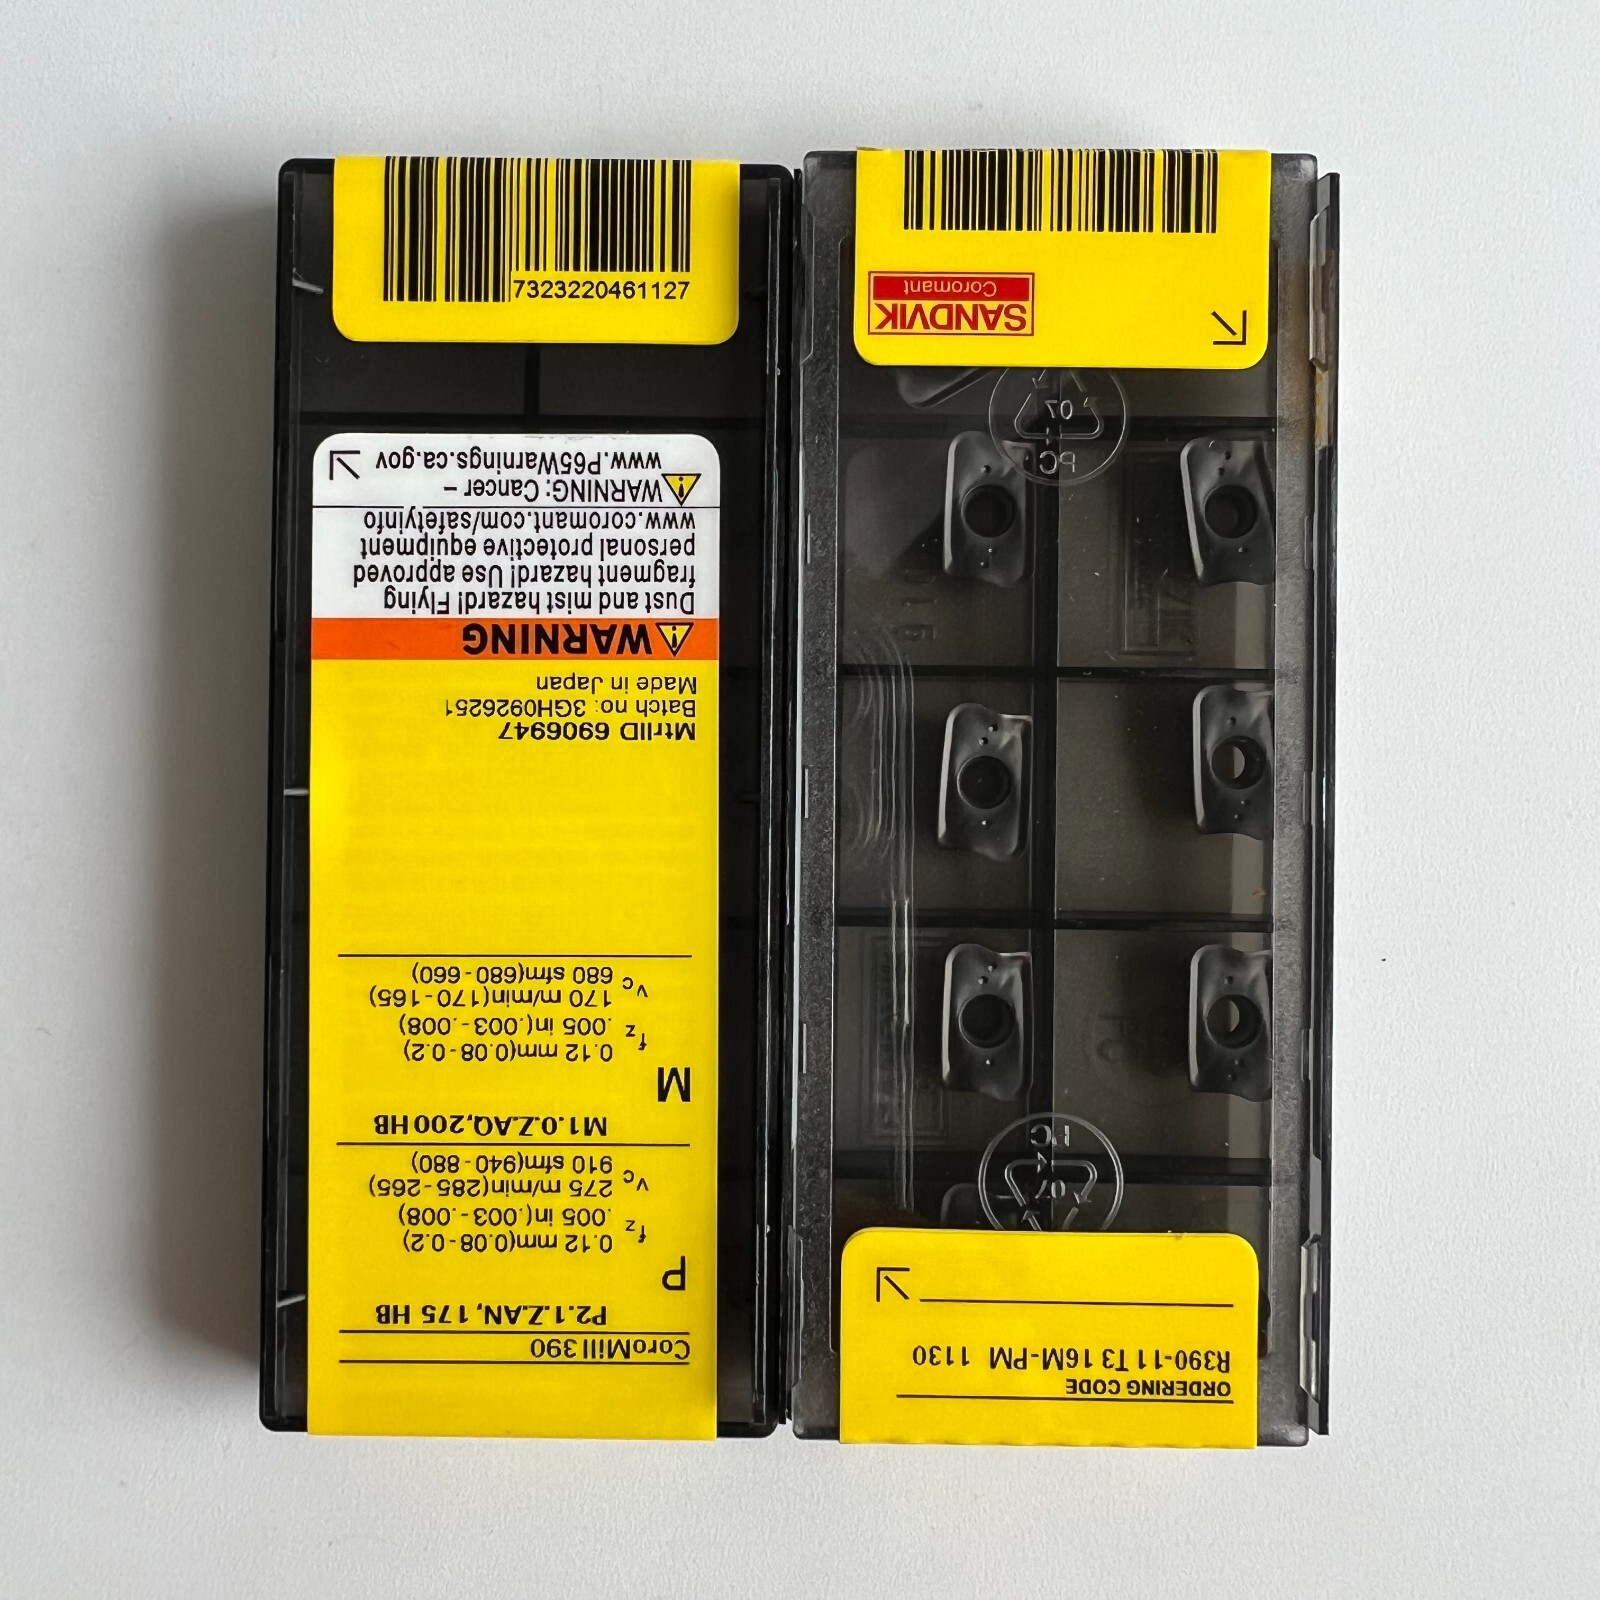 7323220461127
CoroMill 390
P2.1.Z.AN, 175 HB
P
fz 0.12 mm(0.08-0.2)
.005 in(.003-.008)
vc 275 m/min(285-265)
910 sfm(940-880)
M1.0.Z.AQ,200 HB
M
fz 0.12 mm(0.08-0.2)
.005 in(.003-.008)
vc 170 m/min(170-165)
680 sfm(680-660)
MtrlID 6906947
Batch no: 3GH0926251
Made in Japan
WARNING
Dust and mist hazard! Flying
fragment hazard! Use approved
personal protective equipment
www.coromant.com/safetyinfo
WARNING: Cancer –
www.P65Warnings.ca.gov
ORDERING CODE
R390-11 T3 16M-PM 1130
PC
07
07
PC
SANDVIK
Coromant